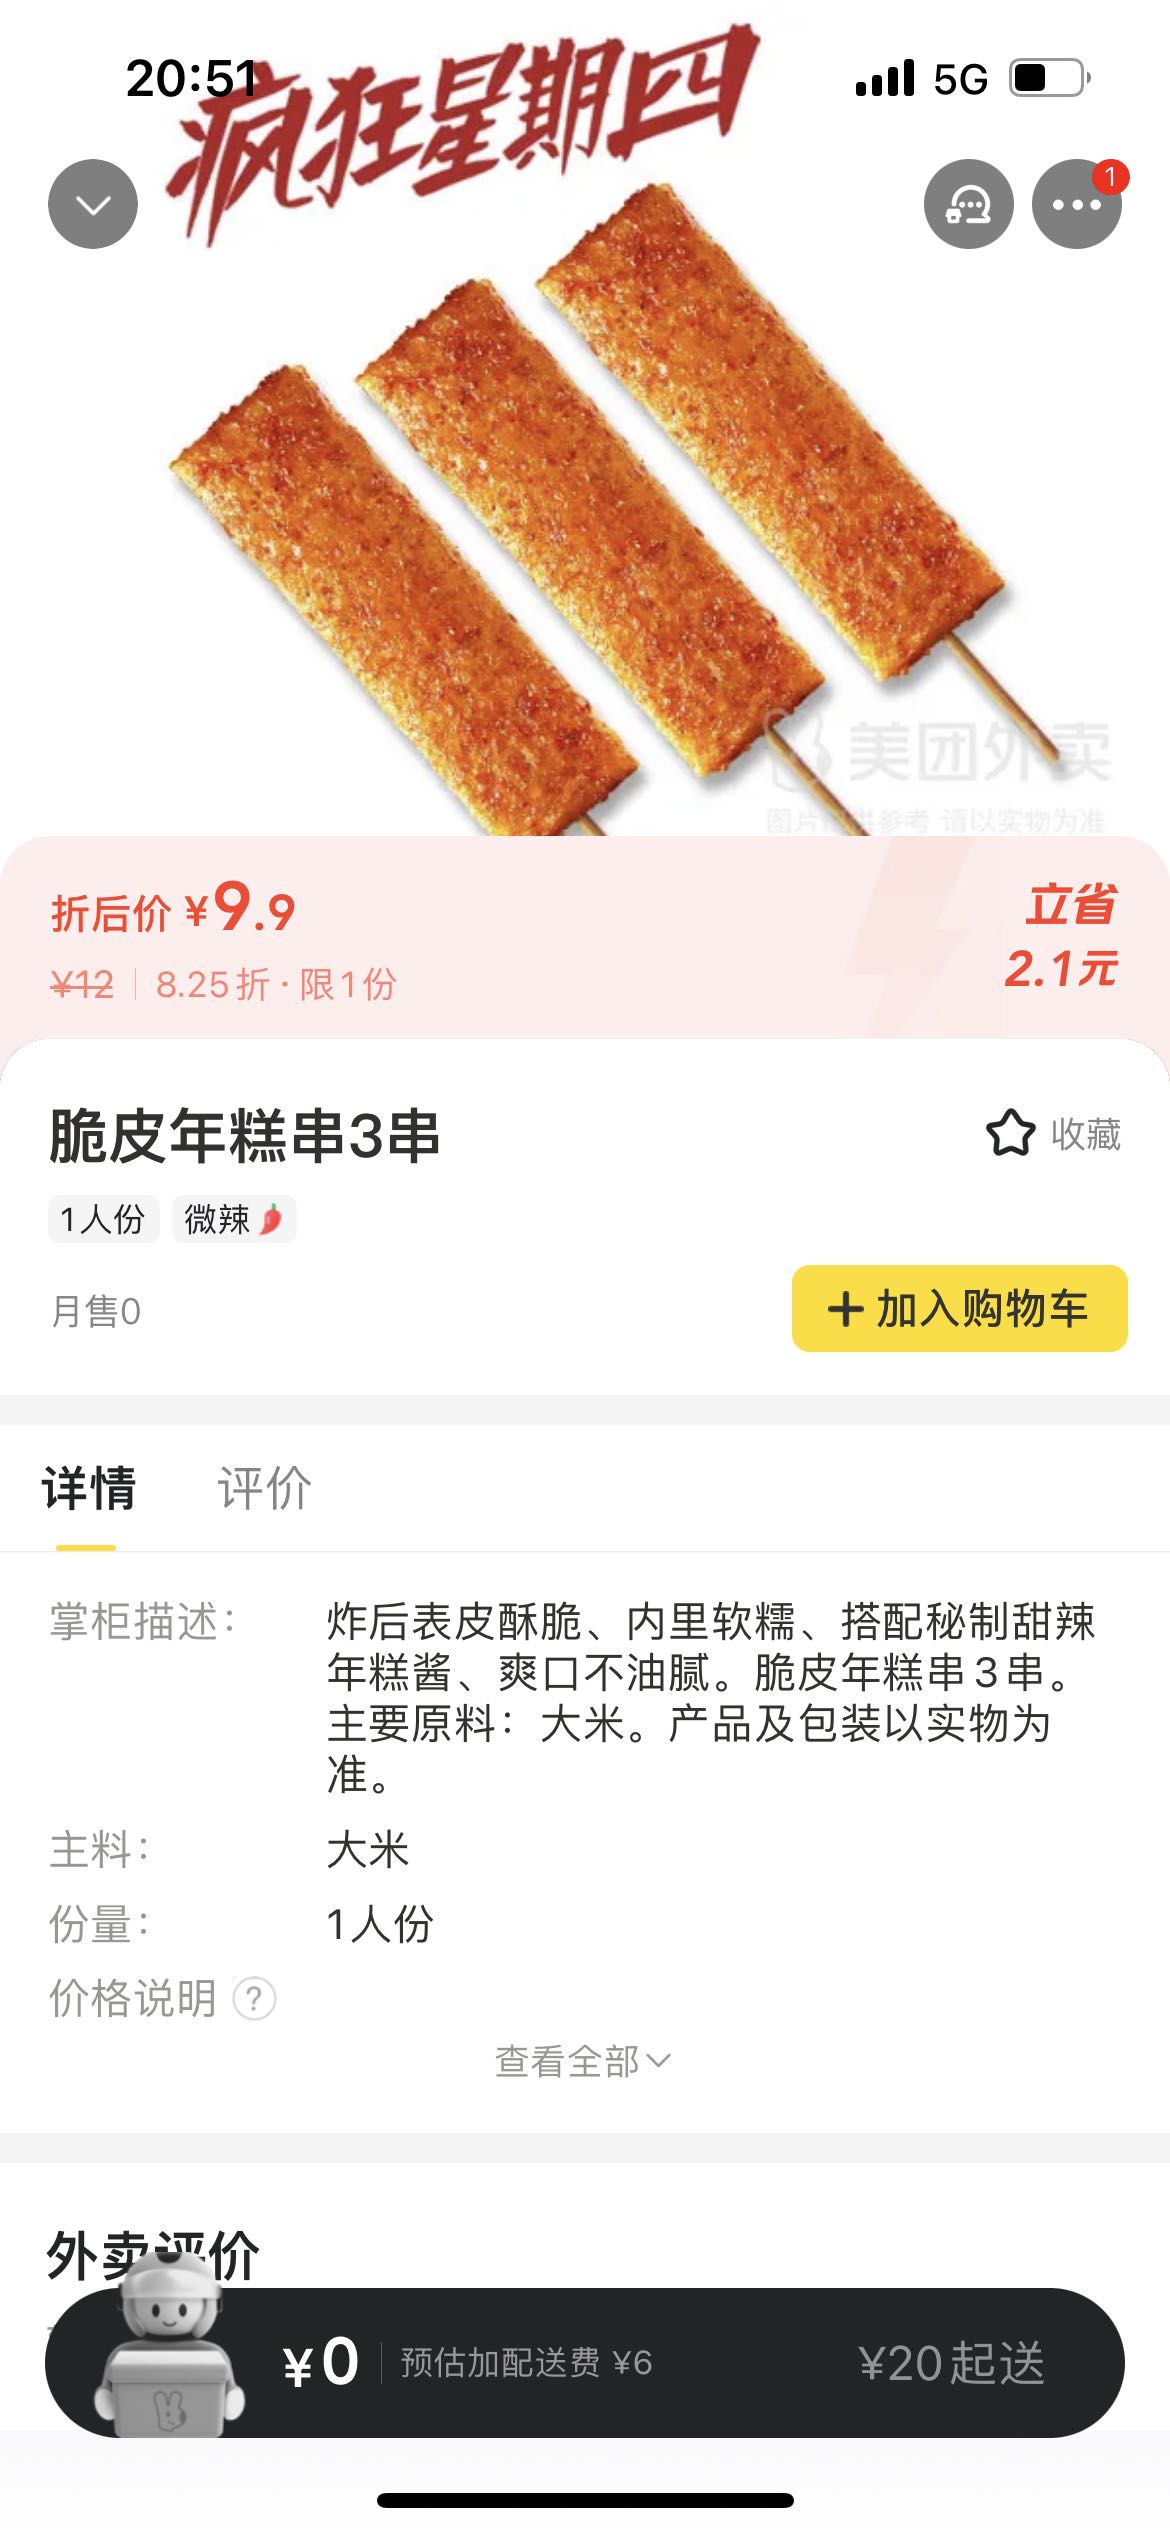 疯狂星期四
20:51
5G
1
美团外卖
图片仅供参考 请以实物为准
折后价 ¥9.9
立省
2.1元
¥12 | 8.25折·限1份
脆皮年糕串3串
收藏
1人份 微辣
月售0
+ 加入购物车
详情 评价
掌柜描述: 炸后表皮酥脆、内里软糯、搭配秘制甜辣
年糕酱、爽口不油腻。脆皮年糕串3串。
主要原料:大米。产品及包装以实物为
准。
主料: 大米
份量: 1人份
价格说明 ?
查看全部
外卖评价
¥0 | 预估加配送费 ¥6 ¥20起送